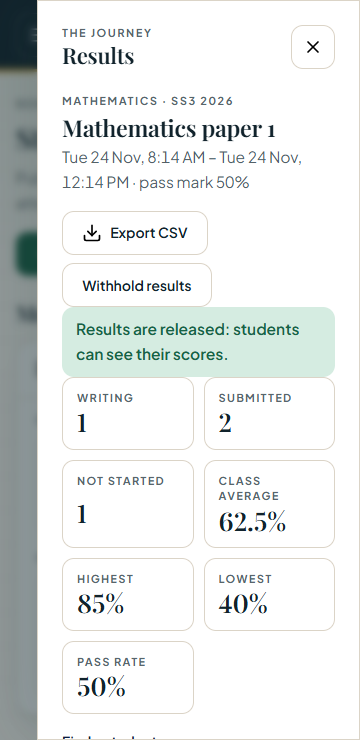 THE JOURNEY
Results
MATHEMATICS · SS3 2026
Mathematics paper 1
Tue 24 Nov, 8:14 AM – Tue 24 Nov,
12:14 PM · pass mark 50%
Export CSV
Withhold results
Results are released: students
can see their scores.
WRITING
1
SUBMITTED
2
NOT STARTED
1
CLASS
AVERAGE
62.5%
HIGHEST
85%
LOWEST
40%
PASS RATE
50%